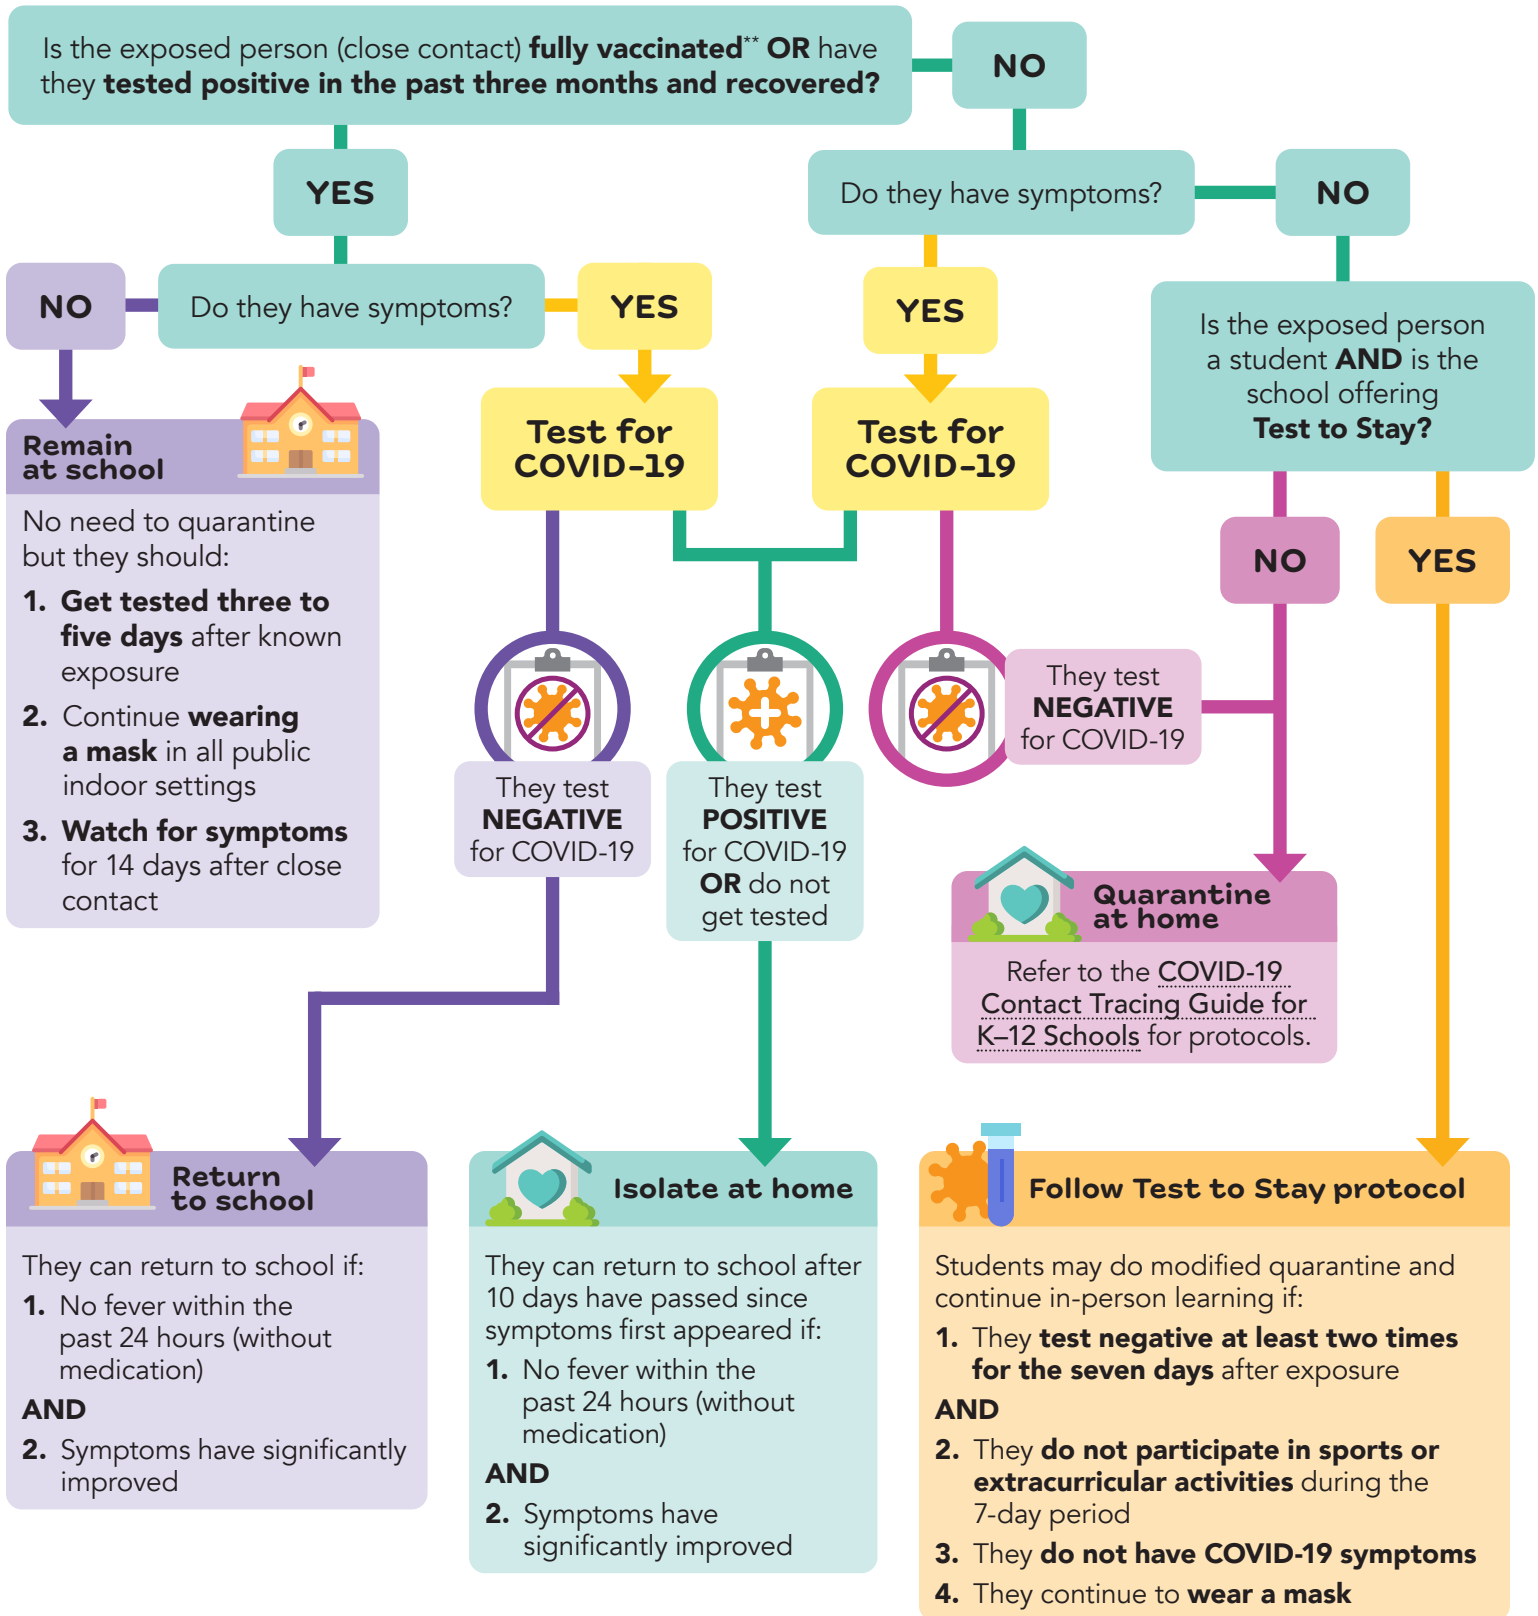 Is the exposed person (close contact) fully vaccinated** OR have
they tested positive in the past three months and recovered?
NO
YES
Do they have symptoms?
NO
NO
Do they have symptoms?
YES
YES
Is the exposed person
a student AND is the
school offering
Test to Stay?
Remain
at school
No need to quarantine
but they should:
1. Get tested three to
five days after known
exposure
2. Continue wearing
a mask in all public
indoor settings
3. Watch for symptoms
for 14 days after close
contact
Test for
COVID-19
Test for
COVID-19
NO
YES
They test
NEGATIVE
for COVID-19
They test
POSITIVE
for COVID-19
OR do not
get tested
They test
NEGATIVE
for COVID-19
Quarantine
at home
Refer to the COVID-19
Contact Tracing Guide for
K–12 Schools for protocols.
Return
to school
They can return to school if:
1. No fever within the
past 24 hours (without
medication)
AND
2. Symptoms have significantly
improved
Isolate at home
They can return to school after
10 days have passed since
symptoms first appeared if:
1. No fever within the
past 24 hours (without
medication)
AND
2. Symptoms have
significantly improved
Follow Test to Stay protocol
Students may do modified quarantine and
continue in-person learning if:
1. They test negative at least two times
for the seven days after exposure
AND
2. They do not participate in sports or
extracurricular activities during the
7-day period
3. They do not have COVID-19 symptoms
4. They continue to wear a mask